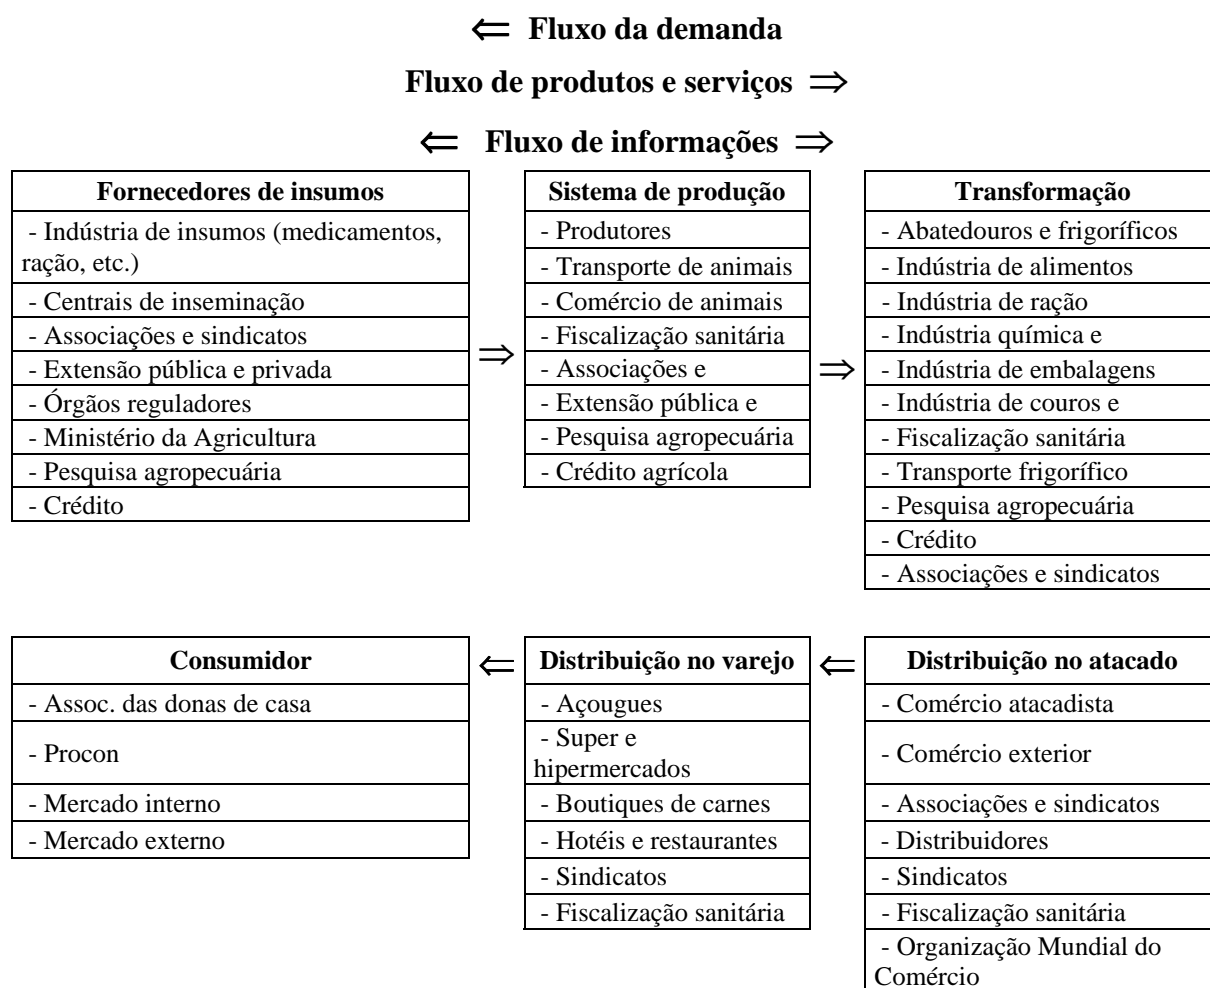 ⇐ Fluxo da demanda
Fluxo de produtos e serviços ⇒
⇐ Fluxo de informações ⇒
Fornecedores de insumos
- Indústria de insumos (medicamentos,
ração, etc.)
- Centrais de inseminação
- Associações e sindicatos
- Extensão pública e privada
- Órgãos reguladores
- Ministério da Agricultura
- Pesquisa agropecuária
- Crédito
⇒
Sistema de produção
- Produtores
- Transporte de animais
- Comércio de animais
- Fiscalização sanitária
- Associações e
- Extensão pública e
- Pesquisa agropecuária
- Crédito agrícola
⇒
Transformação
- Abatedouros e frigoríficos
- Indústria de alimentos
- Indústria de ração
- Indústria química e
- Indústria de embalagens
- Indústria de couros e
- Fiscalização sanitária
- Transporte frigorífico
- Pesquisa agropecuária
- Crédito
- Associações e sindicatos
Consumidor
- Assoc. das donas de casa
- Procon
- Mercado interno
- Mercado externo
⇐
Distribuição no varejo
- Açougues
- Super e
hipermercados
- Boutiques de carnes
- Hotéis e restaurantes
- Sindicatos
- Fiscalização sanitária
⇐
Distribuição no atacado
- Comércio atacadista
- Comércio exterior
- Associações e sindicatos
- Distribuidores
- Sindicatos
- Fiscalização sanitária
- Organização Mundial do
Comércio